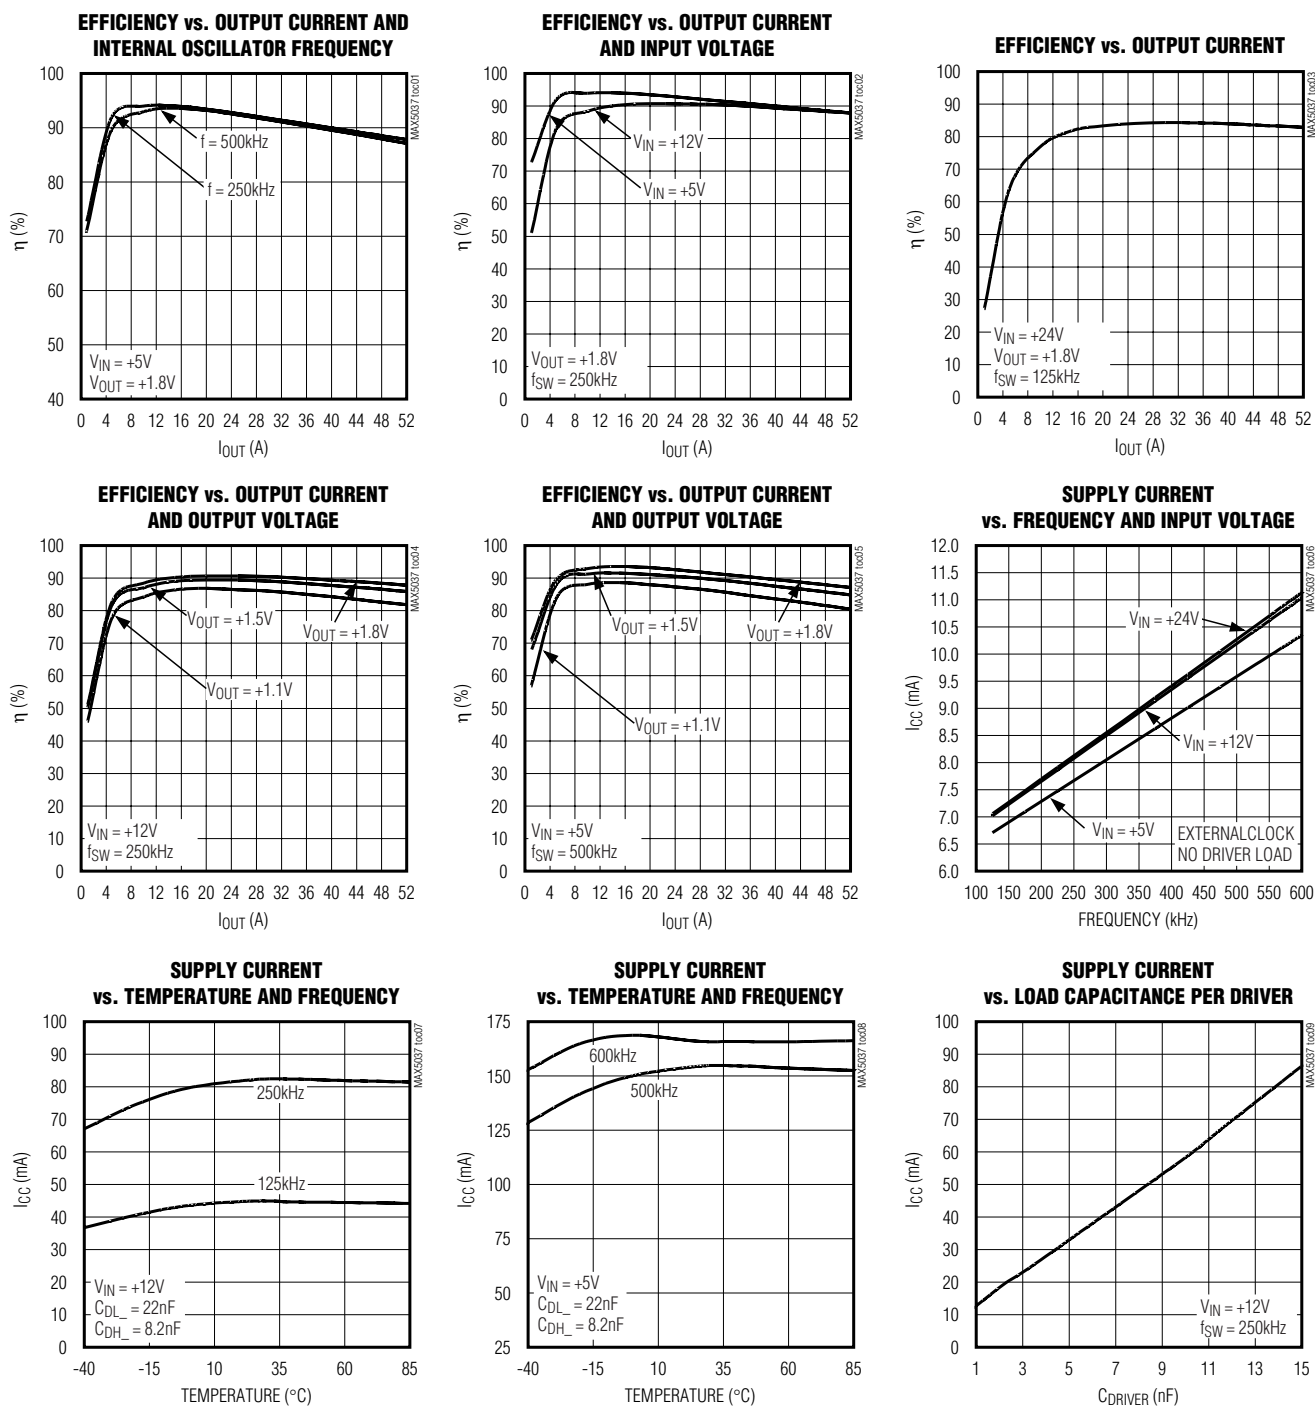 EFFICIENCY vs. OUTPUT CURRENT AND
INTERNAL OSCILLATOR FREQUENCY
100
90
80
70
60
50
40
η (%)
f = 500kHz
f = 250kHz
VIN = +5V
VOUT = +1.8V
0 4 8 12 16 20 24 28 32 36 40 44 48 52
IOUT (A)
MAX5037 toc01
EFFICIENCY vs. OUTPUT CURRENT
AND INPUT VOLTAGE
100
90
80
70
60
50
40
30
20
10
0
η (%)
VIN = +12V
VIN = +5V
VOUT = +1.8V
fSW = 250kHz
0 4 8 12 16 20 24 28 32 36 40 44 48 52
IOUT (A)
MAX5037 toc02
EFFICIENCY vs. OUTPUT CURRENT
100
90
80
70
60
50
40
30
20
10
0
η (%)
VIN = +24V
VOUT = +1.8V
fSW = 125kHz
0 4 8 12 16 20 24 28 32 36 40 44 48 52
IOUT (A)
MAX5037 toc03
EFFICIENCY vs. OUTPUT CURRENT
AND OUTPUT VOLTAGE
100
90
80
70
60
50
40
30
20
10
0
η (%)
VOUT = +1.5V
VOUT = +1.8V
VOUT = +1.1V
VIN = +12V
fSW = 250kHz
0 4 8 12 16 20 24 28 32 36 40 44 48 52
IOUT (A)
MAX5037 toc04
EFFICIENCY vs. OUTPUT CURRENT
AND OUTPUT VOLTAGE
100
90
80
70
60
50
40
30
20
10
0
η (%)
VOUT = +1.5V
VOUT = +1.8V
VOUT = +1.1V
VIN = +5V
fSW = 500kHz
0 4 8 12 16 20 24 28 32 36 40 44 48 52
IOUT (A)
MAX5037 toc05
SUPPLY CURRENT
vs. FREQUENCY AND INPUT VOLTAGE
12.0
11.0
10.5
10.0
9.5
9.0
8.5
8.0
7.5
7.0
6.5
6.0
ICC (mA)
VIN = +24V
VIN = +12V
VIN = +5V
EXTERNALCLOCK
NO DRIVER LOAD
100 150 200 250 300 350 400 450 500 550 600
FREQUENCY (kHz)
MAX5037 toc06
SUPPLY CURRENT
vs. TEMPERATURE AND FREQUENCY
100
90
80
70
60
50
40
30
20
10
0
ICC (mA)
250kHz
125kHz
VIN = +12V
CDL_ = 22nF
CDH_ = 8.2nF
-40 -15 10 35 60 85
TEMPERATURE (°C)
MAX5037 toc07
SUPPLY CURRENT
vs. TEMPERATURE AND FREQUENCY
175
150
125
100
75
50
25
ICC (mA)
600kHz
500kHz
VIN = +5V
CDL_ = 22nF
CDH_ = 8.2nF
-40 -15 10 35 60 85
TEMPERATURE (°C)
MAX5037 toc08
SUPPLY CURRENT
vs. LOAD CAPACITANCE PER DRIVER
100
90
80
70
60
50
40
30
20
10
0
ICC (mA)
VIN = +12V
fSW = 250kHz
1 3 5 7 9 11 13 15
CDRIVER (nF)
MAX5037 toc09